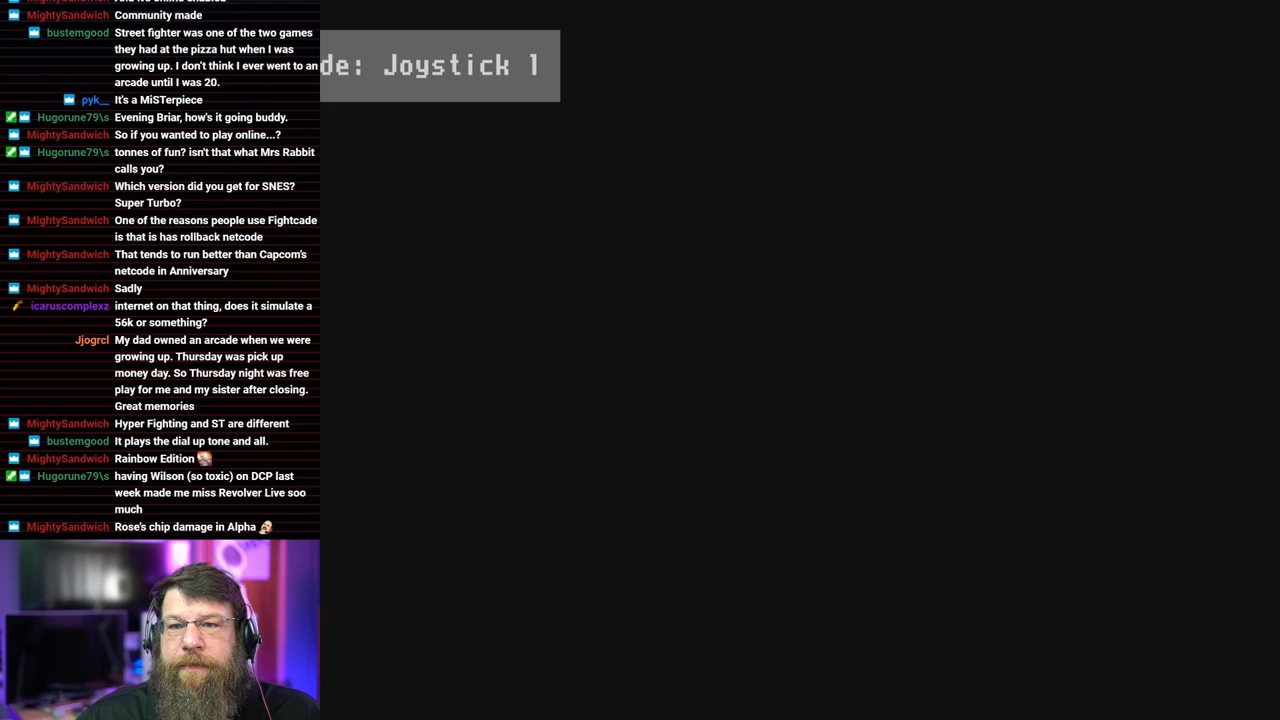 MightySandwich Community made
bustemgood Street fighter was one of the two games
they had at the pizza hut when I was
growing up. I don't think I ever went to an
arcade until I was 20.
pyk__ It's a MiSTerpiece
Hugorune79\s Evening Briar, how's it going buddy.
MightySandwich So if you wanted to play online...?
Hugorune79\s tonnes of fun? isn't that what Mrs Rabbit
calls you?
MightySandwich Which version did you get for SNES?
Super Turbo?
MightySandwich One of the reasons people use Fightcade
is that is has rollback netcode
MightySandwich That tends to run better than Capcom's
netcode in Anniversary
MightySandwich Sadly
icaruscomplexz internet on that thing, does it simulate a
56k or something?
Jjogrcl My dad owned an arcade when we were
growing up. Thursday was pick up
money day. So Thursday night was free
play for me and my sister after closing.
Great memories
MightySandwich Hyper Fighting and ST are different
bustemgood It plays the dial up tone and all.
MightySandwich Rainbow Edition
Hugorune79\s having Wilson (so toxic) on DCP last
week made me miss Revolver Live soo
much
MightySandwich Rose's chip damage in Alpha
de: Joystick 1